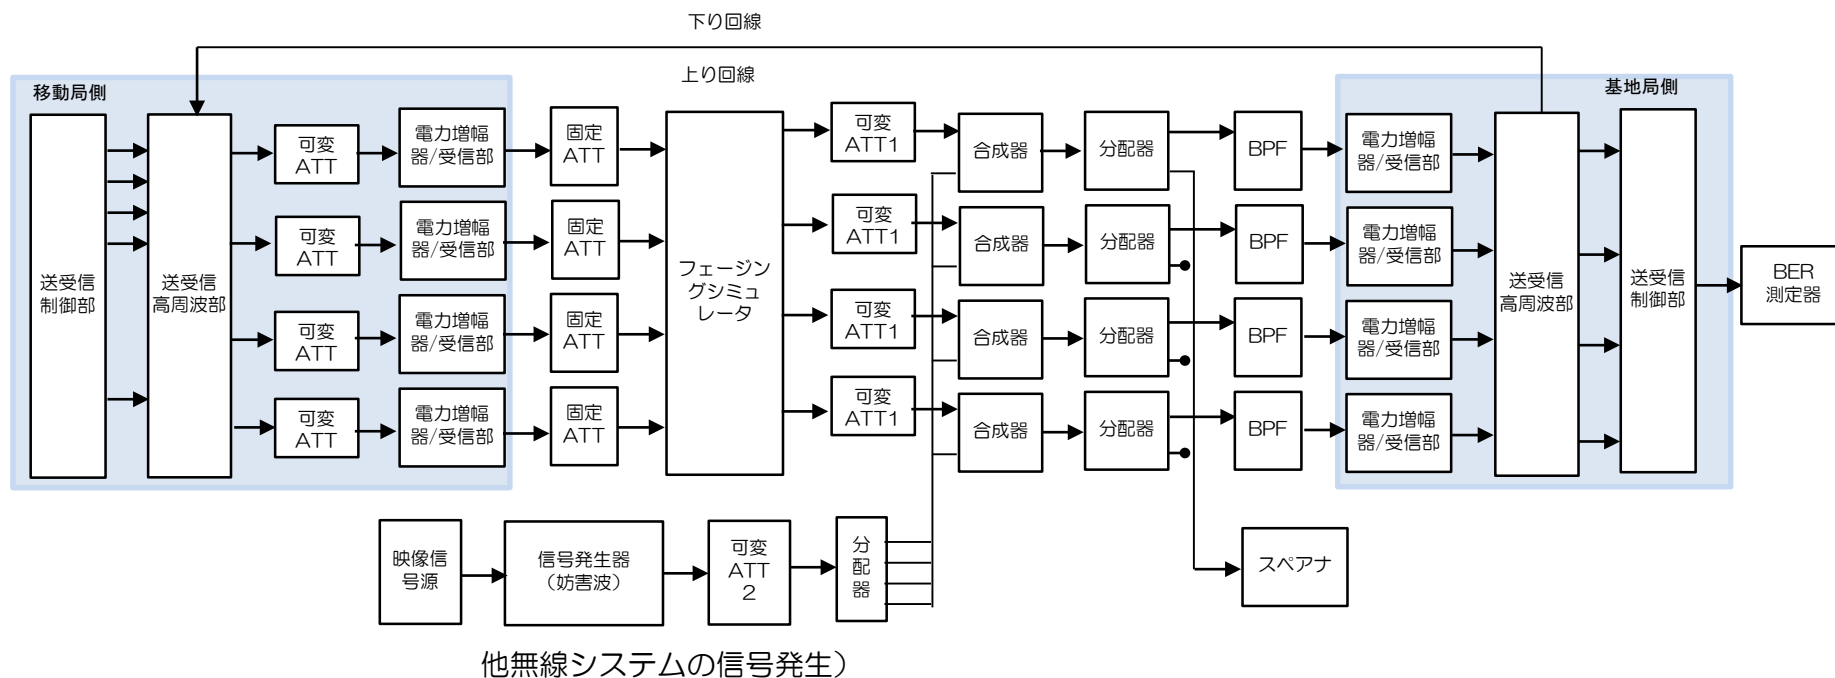 下り回線
上り回線
移動局側
基地局側
送受信
制御部
送受信
高周波部
可変
ATT
電力増幅
器/受信部
固定
ATT
可変
ATT
電力増幅
器/受信部
固定
ATT
可変
ATT
電力増幅
器/受信部
固定
ATT
可変
ATT
電力増幅
器/受信部
固定
ATT
フェージン
グシミュ
レータ
可変
ATT1
合成器
分配器
BPF
電力増幅
器/受信部
可変
ATT1
合成器
分配器
BPF
電力増幅
器/受信部
可変
ATT1
合成器
分配器
BPF
電力増幅
器/受信部
可変
ATT1
合成器
分配器
BPF
電力増幅
器/受信部
送受信
高周波部
送受信
制御部
BER
測定器
映像信
号源
信号発生器
（妨害波）
可変
ATT
2
分
配
器
スペアナ
他無線システムの信号発生）